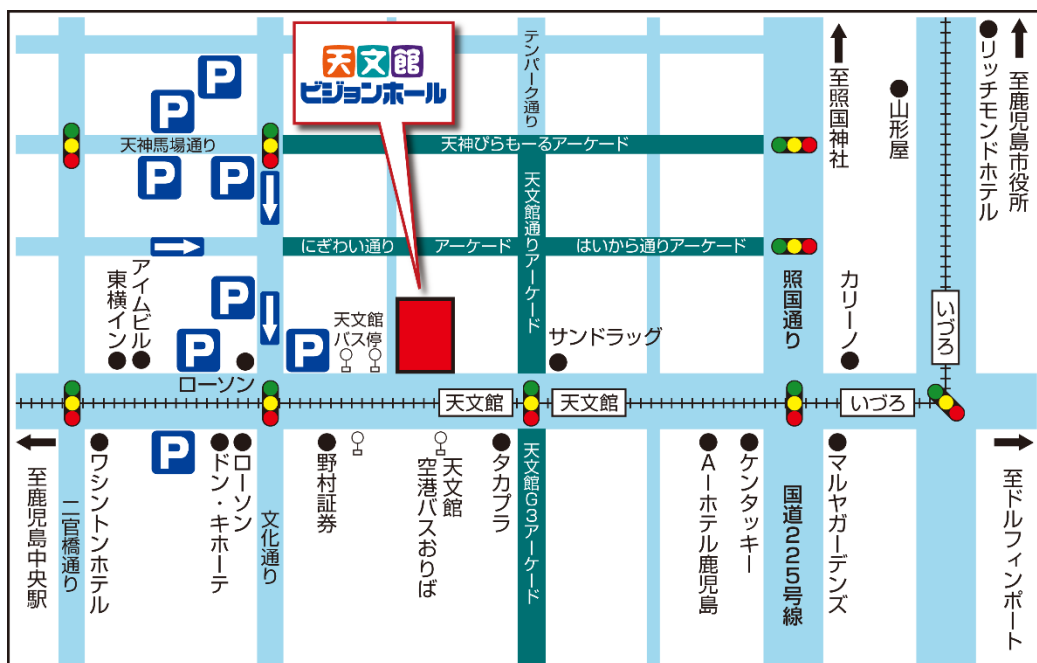 天文館
ビジョンホール
テンパーク通り
至照国神社
山形屋
リッチモンドホテル
至鹿児島市役所
P
P
P
天神馬場通り
天神ぴらもーるアーケード
天文館通りアーケード
にぎわい通り
アーケード
はいから通りアーケード
P
P
P
東横イン
アイムビル
ローソン
天文館
バス停
サンドラッグ
照国通り
カリーノ
いづろ
天文館
天文館
いづろ
至鹿児島中央駅
二官橋通り
ワシントンホテル
P
ドン・キホーテ
ローソン
文化通り
野村証券
天文館
空港バスおりば
タカプラ
天文館G3アーケード
A－ホテル鹿児島
ケンタッキー
国道225号線
マルヤガーデンズ
至ドルフィンポート
P